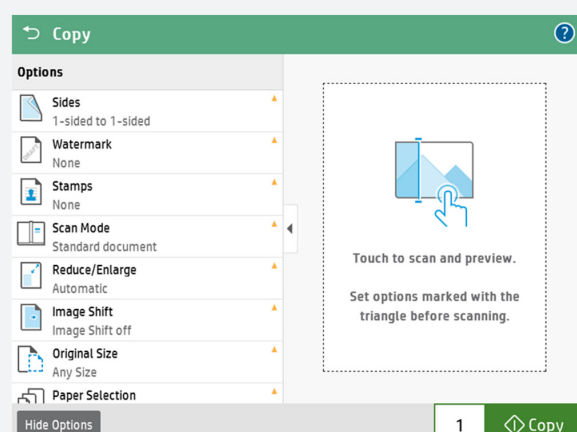 Copy
?
Options
Sides
1-sided to 1-sided
Watermark
None
Stamps
None
Scan Mode
Standard document
Reduce/Enlarge
Automatic
Image Shift
Image Shift off
Original Size
Any Size
Paper Selection
Touch to scan and preview.
Set options marked with the
triangle before scanning.
Hide Options
1
Copy